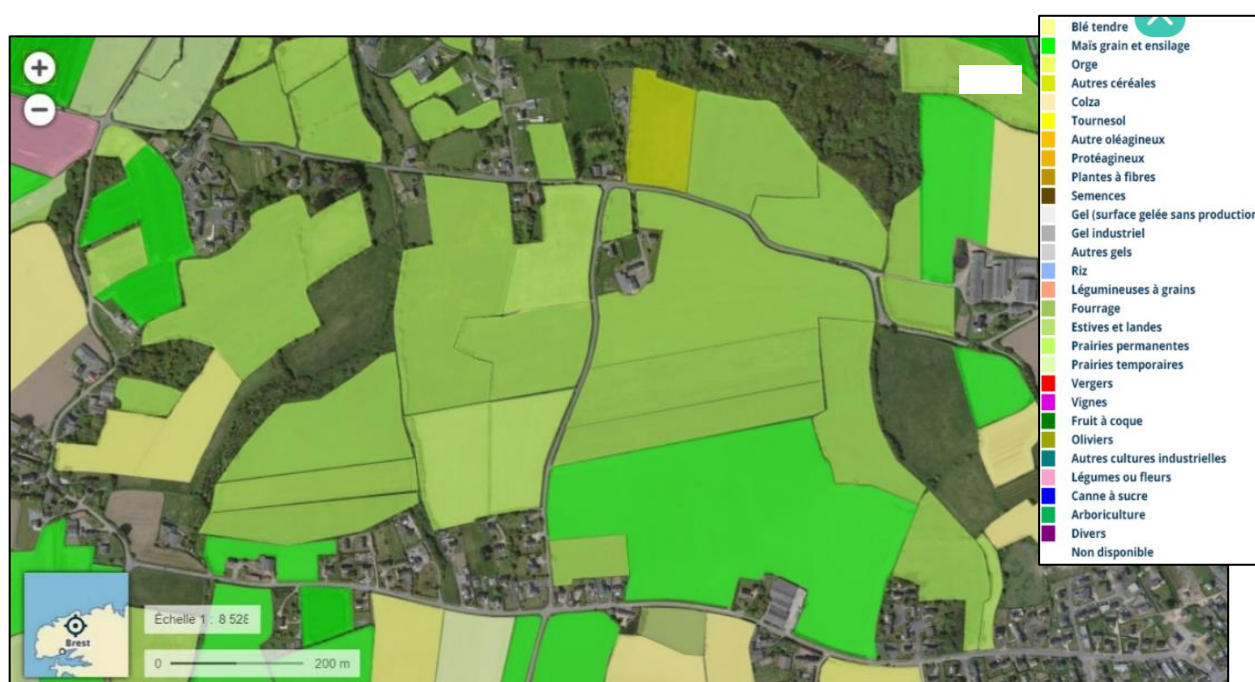 +
−
Échelle 1 : 8 528
0
200 m
Brest
Blé tendre
Maïs grain et ensilage
Orge
Autres céréales
Colza
Tournesol
Autre oléagineux
Protéagineux
Plantes à fibres
Semences
Gel (surface gelée sans production
Gel industriel
Autres gels
Riz
Légumineuses à grains
Fourrage
Estives et landes
Prairies permanentes
Prairies temporaires
Vergers
Vignes
Fruit à coque
Oliviers
Autres cultures industrielles
Légumes ou fleurs
Canne à sucre
Arboriculture
Divers
Non disponible